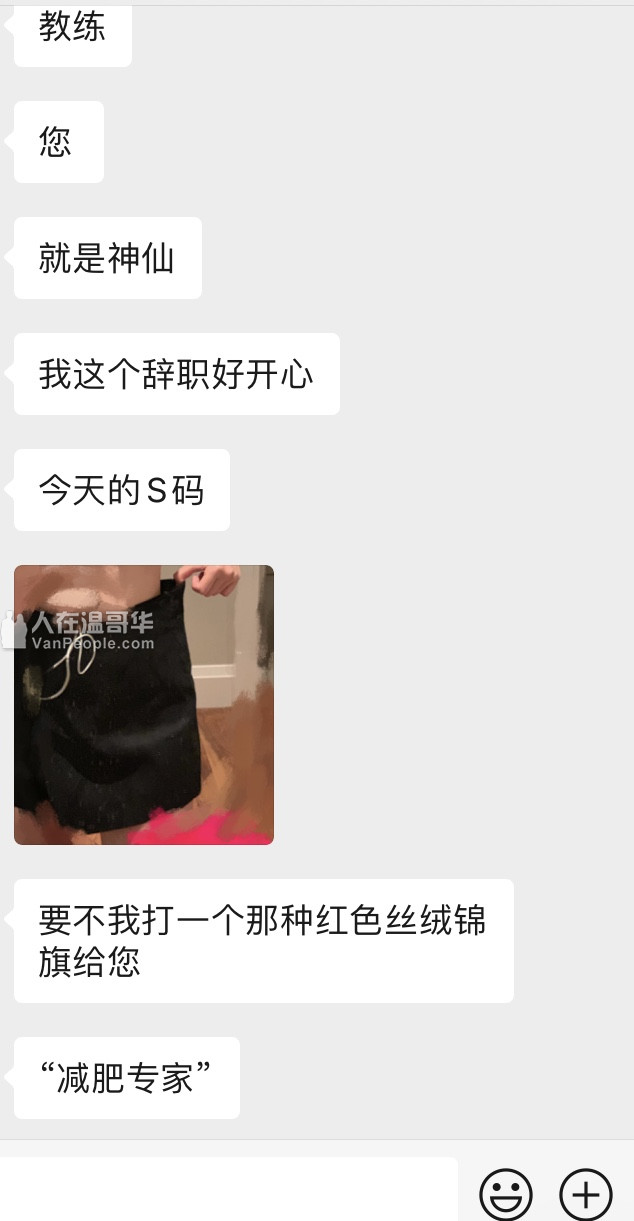 教练
您
就是神仙
我这个辞职好开心
今天的S码
人在温哥华
VanPeople.com
要不我打一个那种红色丝绒锦
旗给您
“减肥专家”